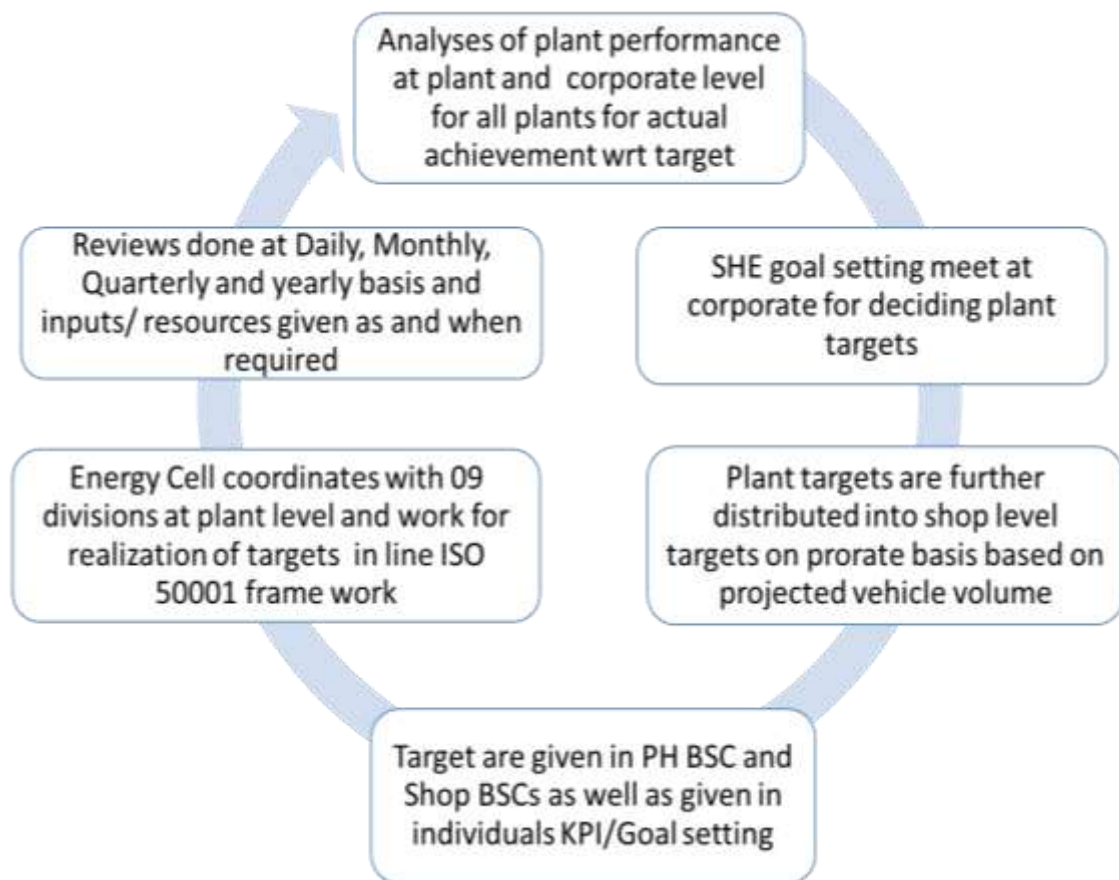 Analyses of plant performance
at plant and corporate level
for all plants for actual
achievement wrt target
SHE goal setting meet at
corporate for deciding plant
targets
Plant targets are further
distributed into shop level
targets on prorate basis based on
projected vehicle volume
Target are given in PH BSC and
Shop BSCs as well as given in
individuals KPI/Goal setting
Energy Cell coordinates with 09
divisions at plant level and work for
realization of targets in line ISO
50001 frame work
Reviews done at Daily, Monthly,
Quarterly and yearly basis and
inputs/ resources given as and when
required